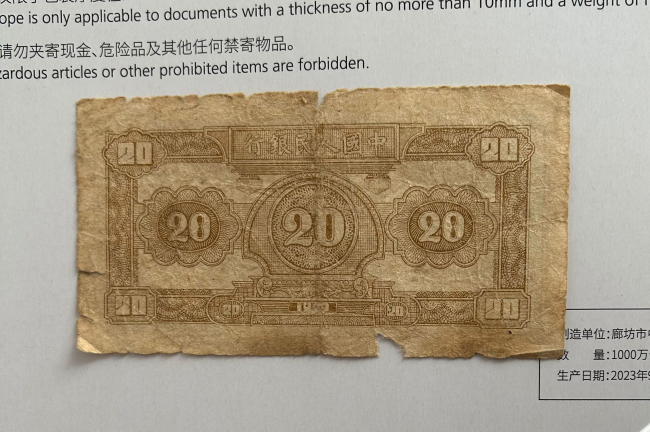 ope is only applicable to documents with a thickness of no more than 10mm and a weight of
请勿夹寄现金、危险品及其他任何禁寄物品。
zardous articles or other prohibited items are forbidden.
行銀民人國中
20 20
20 20 20
20 20 20 20
制造单位:廊坊市
数 量:1000万
生产日期:2023年